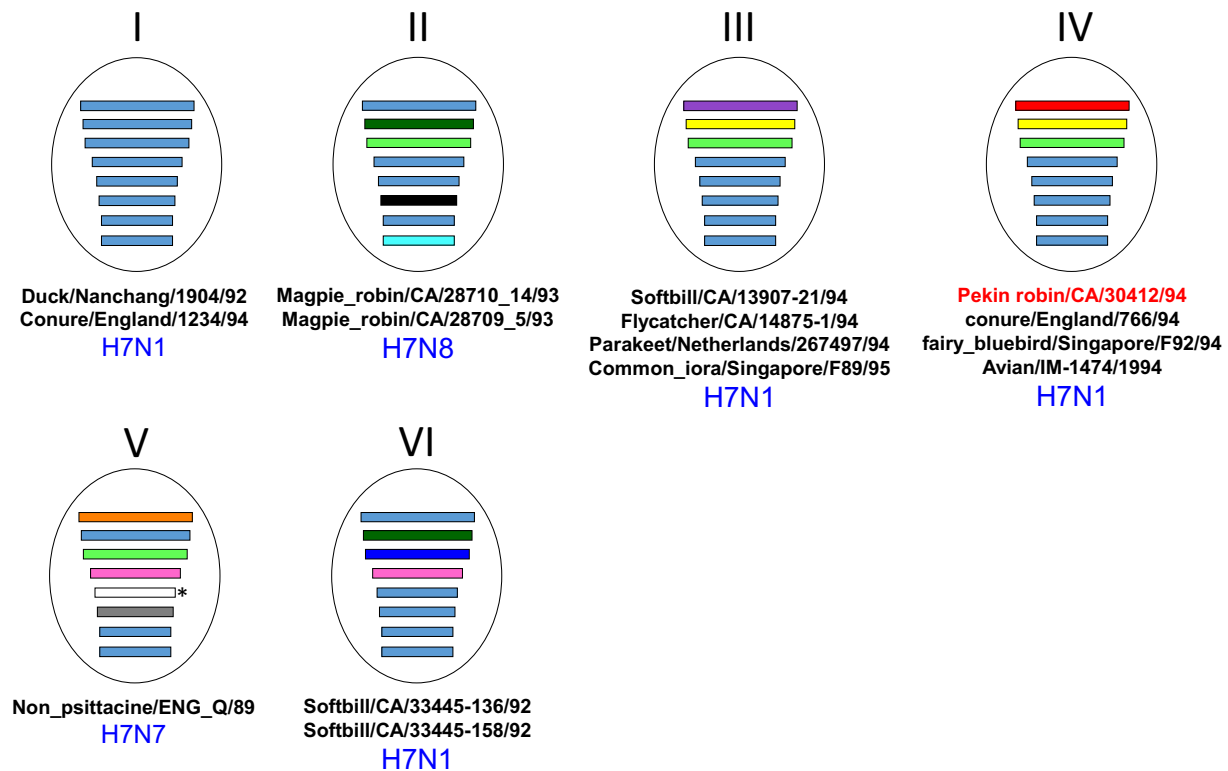 I
II
III
IV
Duck/Nanchang/1904/92
Conure/England/1234/94
H7N1
Magpie_robin/CA/28710_14/93
Magpie_robin/CA/28709_5/93
H7N8
Softbill/CA/13907-21/94
Flycatcher/CA/14875-1/94
Parakeet/Netherlands/267497/94
Common_iora/Singapore/F89/95
H7N1
Pekin robin/CA/30412/94
conure/England/766/94
fairy_bluebird/Singapore/F92/94
Avian/IM-1474/1994
H7N1
V
VI
*
Non_psittacine/ENG_Q/89
H7N7
Softbill/CA/33445-136/92
Softbill/CA/33445-158/92
H7N1